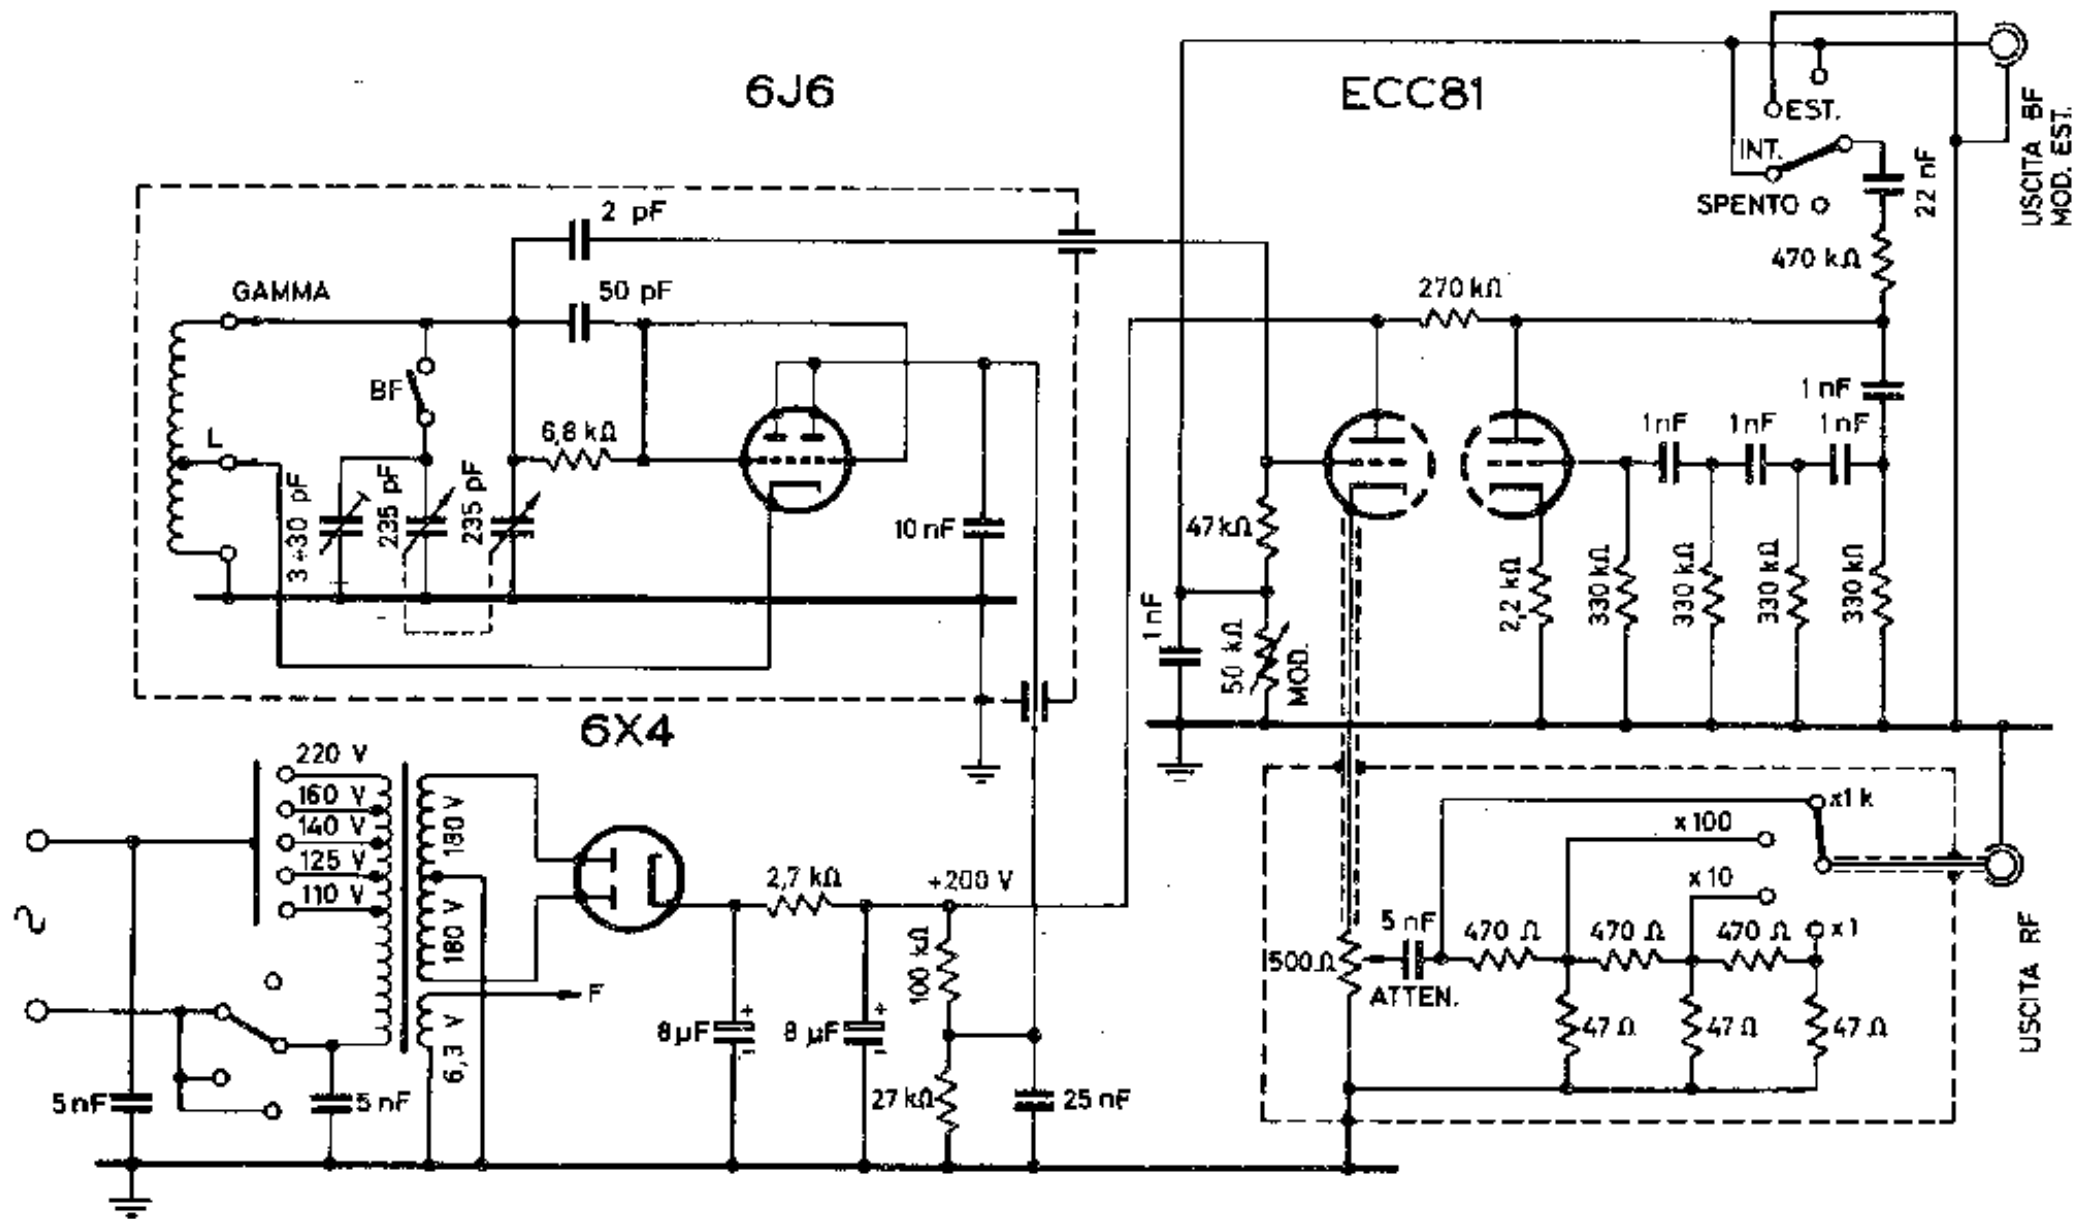 6J6
ECC81
EST.
INT.
SPENTO
22 nF
470 kΩ
USCITA BF
MOD. EST.
2 pF
50 pF
GAMMA
BF
L
3÷30 pF
235 pF
235 pF
6,8 kΩ
10 nF
270 kΩ
1 nF
1 nF
1 nF
1 nF
47 kΩ
1 nF
50 kΩ
MOD.
2,2 kΩ
330 kΩ
330 kΩ
330 kΩ
330 kΩ
6X4
220 V
160 V
140 V
125 V
110 V
180 V
180 V
6,3 V
F
2,7 kΩ
+200 V
100 kΩ
27 kΩ
+
8 µF
-
+
8 µF
-
25 nF
5 nF
5 nF
x1 k
x 100
x 10
x1
500 Ω
5 nF
ATTEN.
470 Ω
470 Ω
470 Ω
47 Ω
47 Ω
47 Ω
USCITA RF